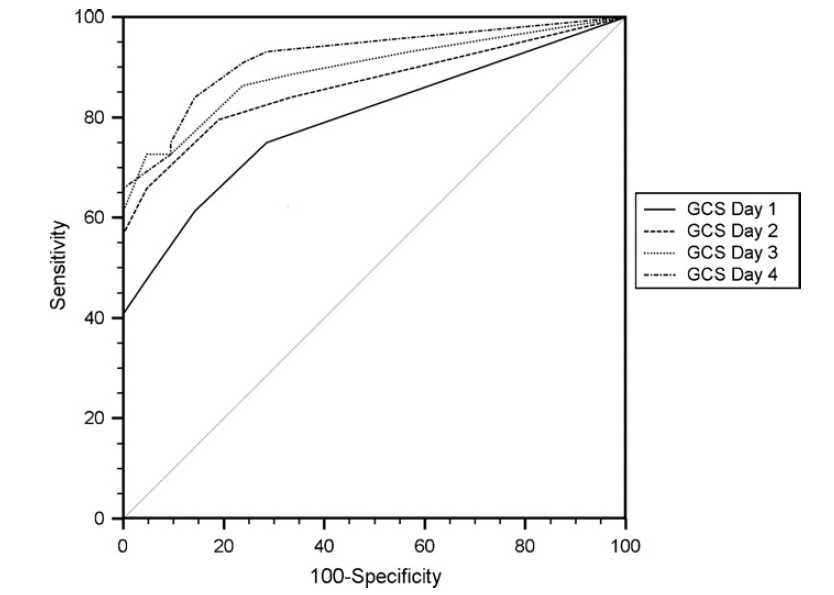 100
80
60
40
20
0
Sensitivity
0 20 40 60 80 100
100-Specificity
GCS Day 1
GCS Day 2
GCS Day 3
GCS Day 4